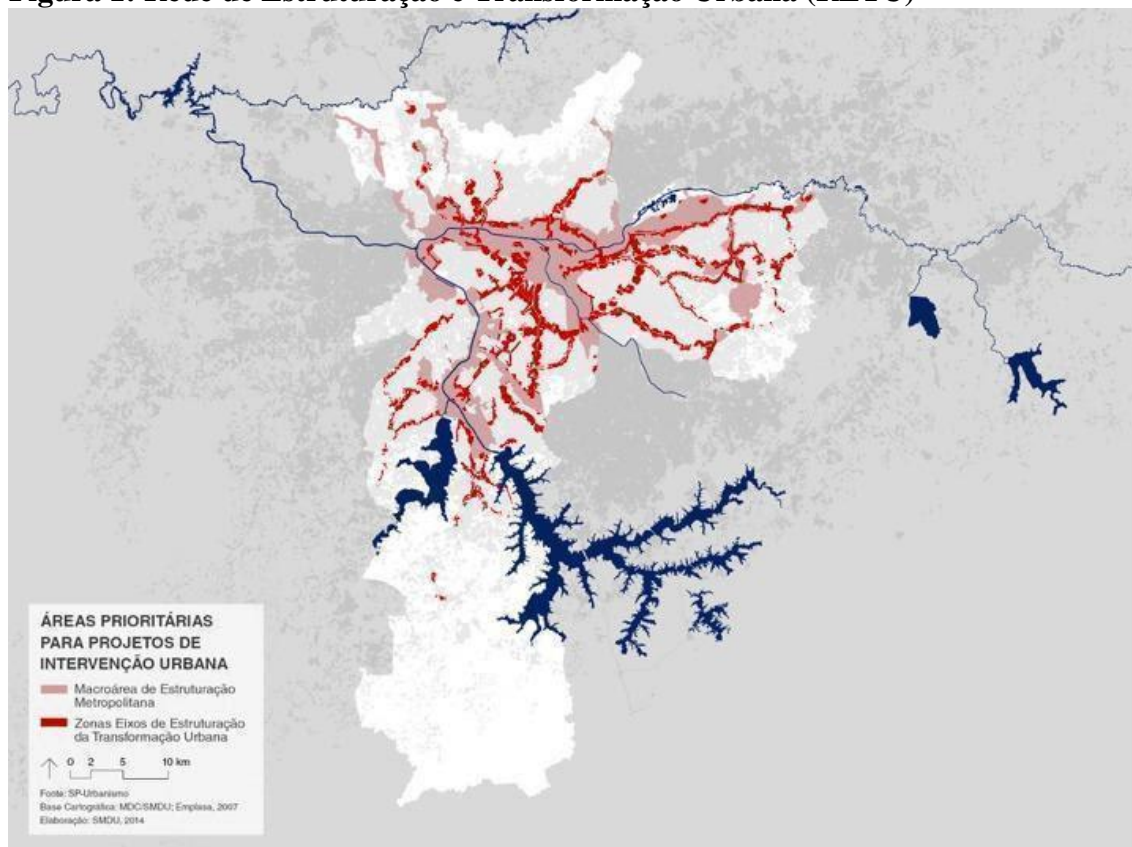 Figura 1: Rede de Estruturação e Transformação Urbana (RETU)
ÁREAS PRIORITÁRIAS
PARA PROJETOS DE
INTERVENÇÃO URBANA
Macroárea de Estruturação
Metropolitana
Zonas Eixos de Estruturação
da Transformação Urbana
0 2 5 10 km
Fonte: SP-Urbanismo
Base Cartográfica: MDC/SMDU; Emplasa, 2007
Elaboração: SMDU, 2014